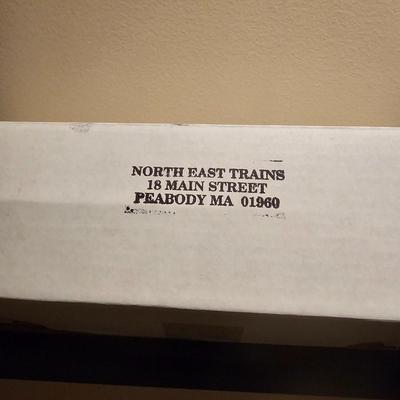 NORTH EAST TRAINS
18 MAIN STREET
PEABODY MA 01960